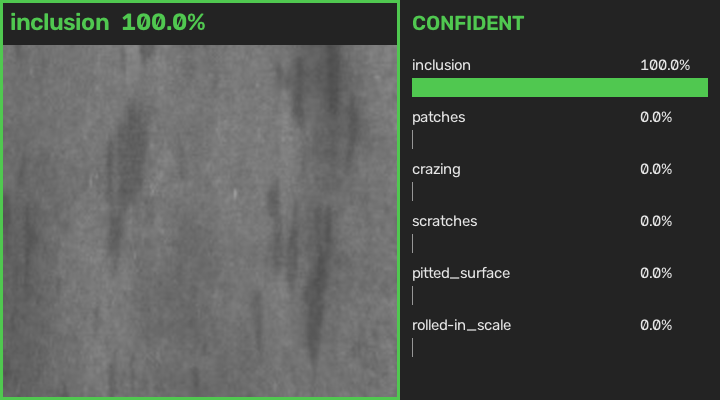 inclusion 100.0%
CONFIDENT
inclusion 100.0%
patches 0.0%
crazing 0.0%
scratches 0.0%
pitted_surface 0.0%
rolled-in_scale 0.0%